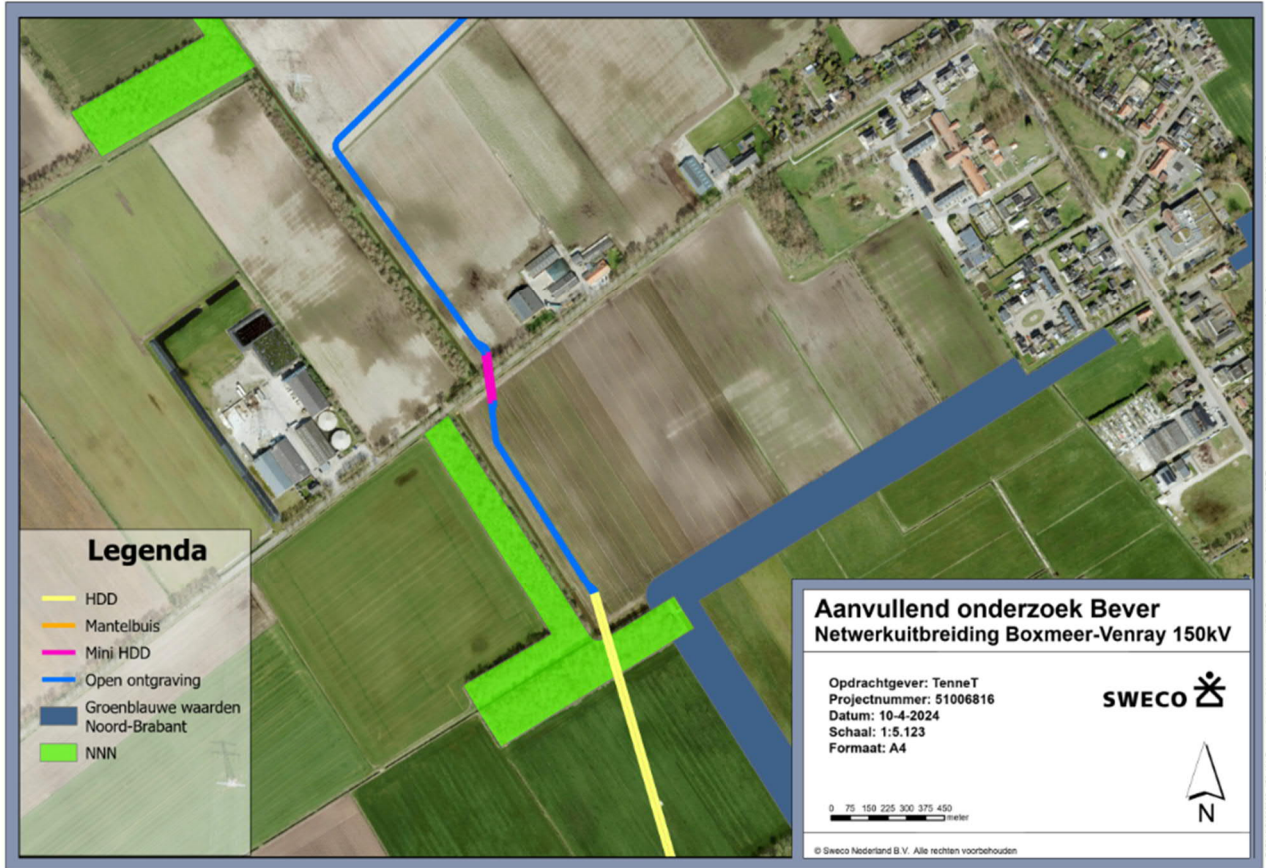 Legenda
HDD
Mantelbuis
Mini HDD
Open ontgraving
Groenblauwe waarden
Noord-Brabant
NNN
Aanvullend onderzoek Bever
Netwerkuitbreiding Boxmeer-Venray 150kV
Opdrachtgever: TenneT
Projectnummer: 51006816
Datum: 10-4-2024
Schaal: 1:5.123
Formaat: A4
SWECO
N
0 75 150 225 300 375 450
meter
© Sweco Nederland B.V. Alle rechten voorbehouden